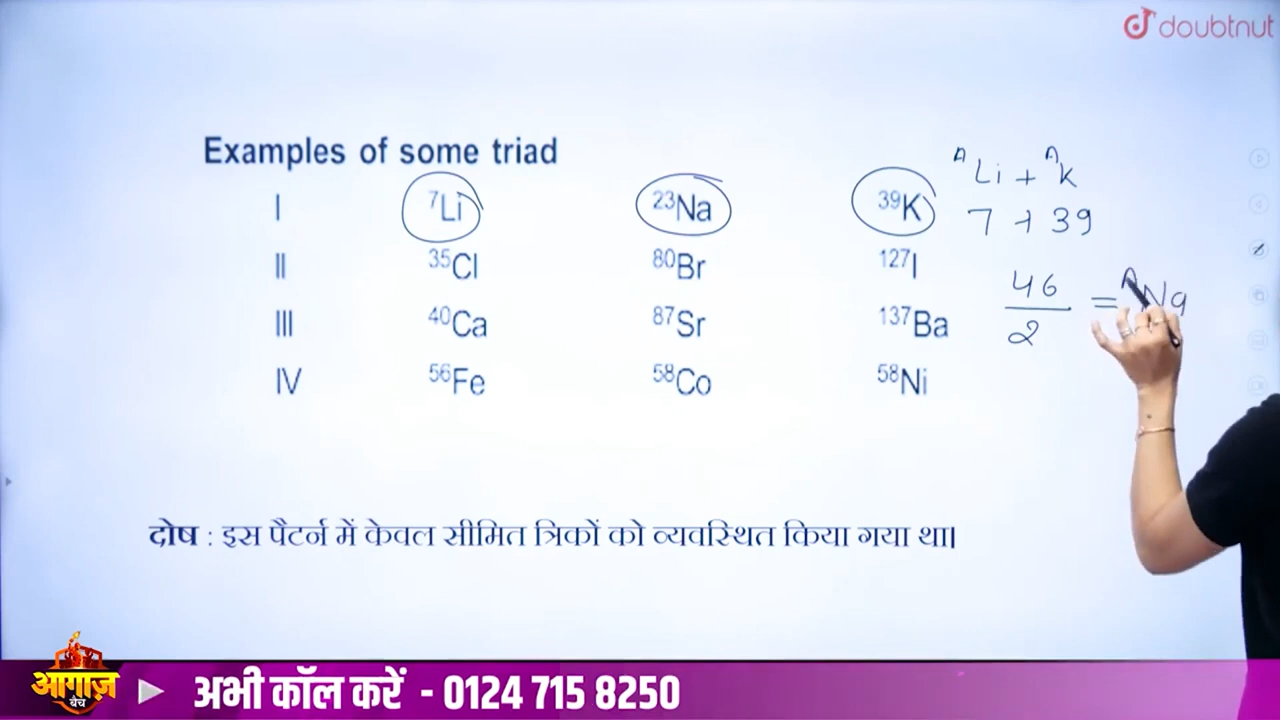 doubtnut
Examples of some triad
I ⁷Li ²³Na ³⁹K
II ³⁵Cl ⁸⁰Br ¹²⁷I
III ⁴⁰Ca ⁸⁷Sr ¹³⁷Ba
IV ⁵⁶Fe ⁵⁸Co ⁵⁸Ni
ᴬLi + ᴬK
7 + 39
46
2
= ᴬNa
दोष : इस पैटर्न में केवल सीमित त्रिकों को व्यवस्थित किया गया था।
आगाज़
बैच
अभी कॉल करें - 0124 715 8250